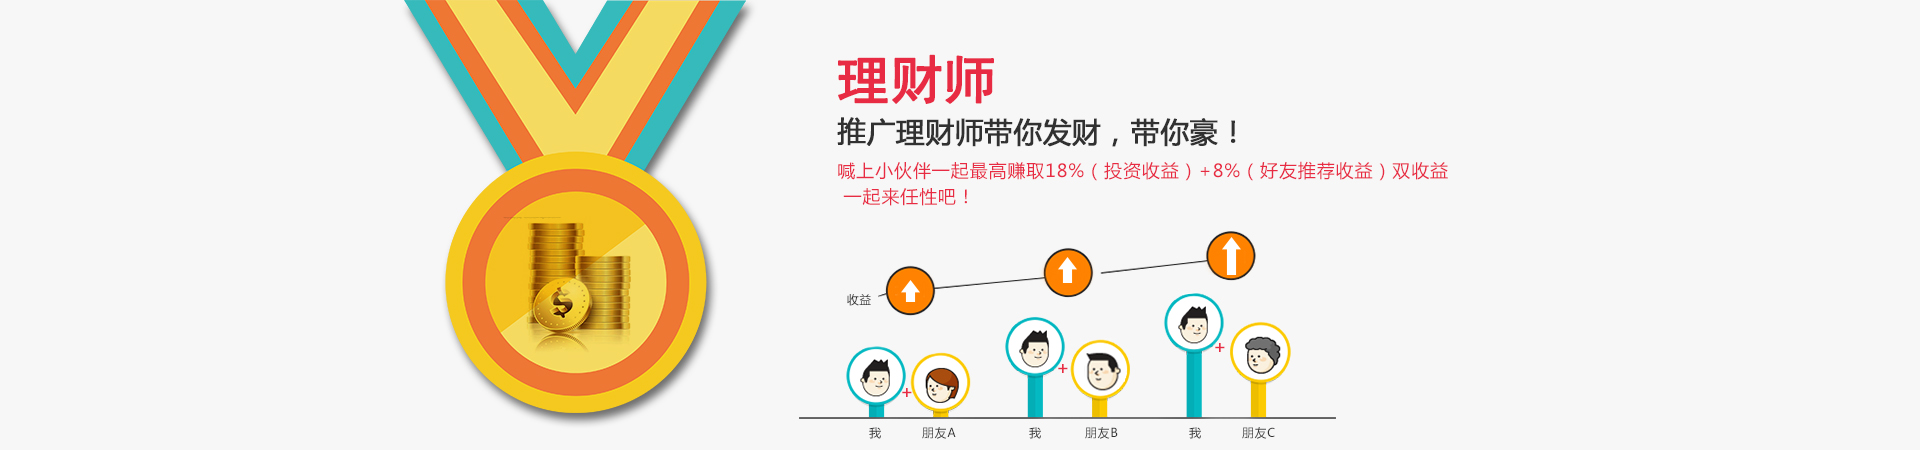 理财师
推广理财师带你发财，带你豪！
喊上小伙伴一起最高赚取18%（投资收益）+8%（好友推荐收益）双收益
一起来任性吧！
收益
+
+
+
我
朋友A
我
朋友B
我
朋友C